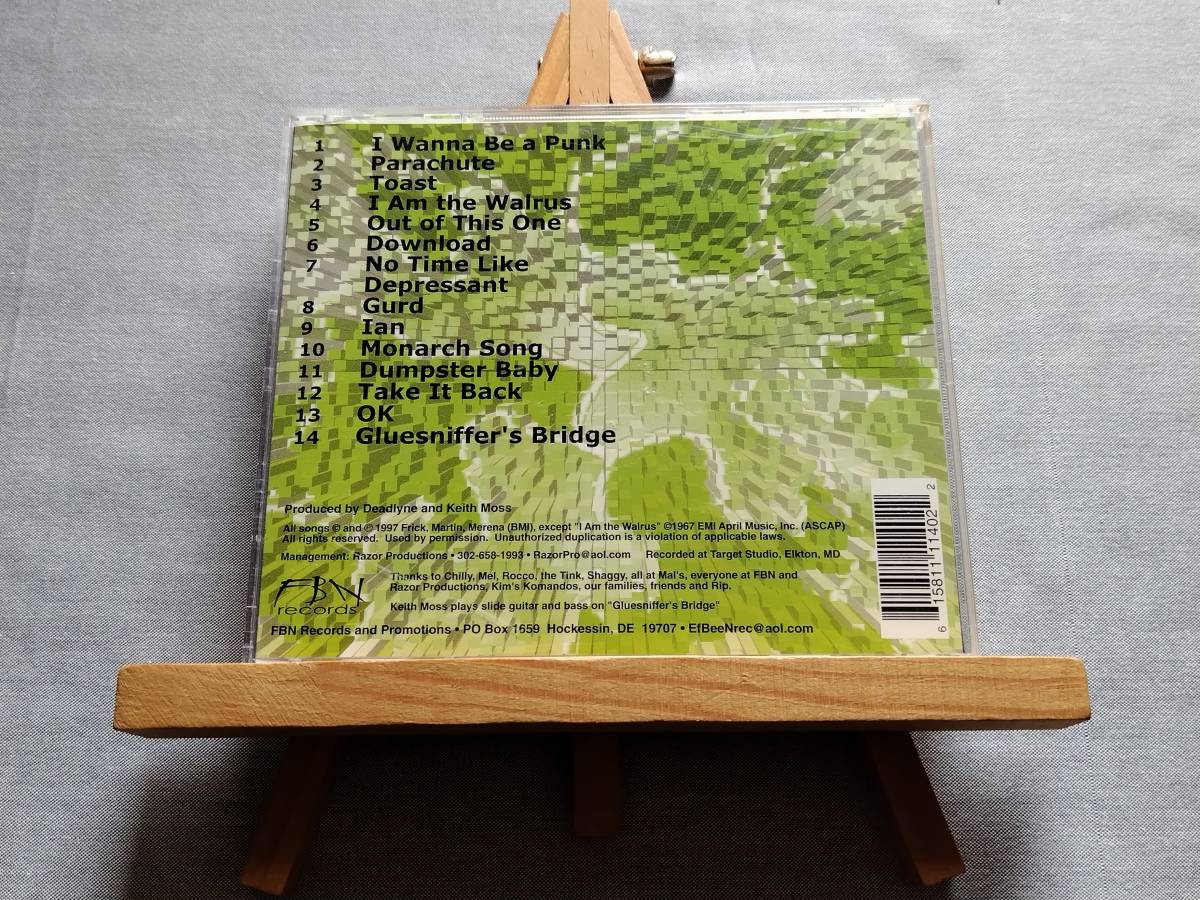 1 I Wanna Be a Punk
2 Parachute
3 Toast
4 I Am the Walrus
5 Out of This One
6 Download
7 No Time Like
Depressant
8 Gurd
9 Ian
10 Monarch Song
11 Dumpster Baby
12 Take It Back
13 OK
14 Gluesniffer's Bridge
Produced by Deadlyne and Keith Moss
All songs © and ℗ 1997 Frick, Martin, Merena (BMI), except "I Am the Walrus" ©1967 EMI April Music, Inc. (ASCAP)
All rights reserved. Used by permission. Unauthorized duplication is a violation of applicable laws.
Management: Razor Productions • 302-658-1993 • RazorPro@aol.com Recorded at Target Studio, Elkton, MD
Thanks to Chilly, Mel, Rocco, the Tink, Shaggy, all at Mal's, everyone at FBN and
Razor Productions, Kim's Komandos, our families, friends and Rip.
FBN
records
Keith Moss plays slide guitar and bass on "Gluesniffer's Bridge"
FBN Records and Promotions • PO Box 1659 Hockessin, DE 19707 • EfBeeNrec@aol.com
6 15811 11402 2